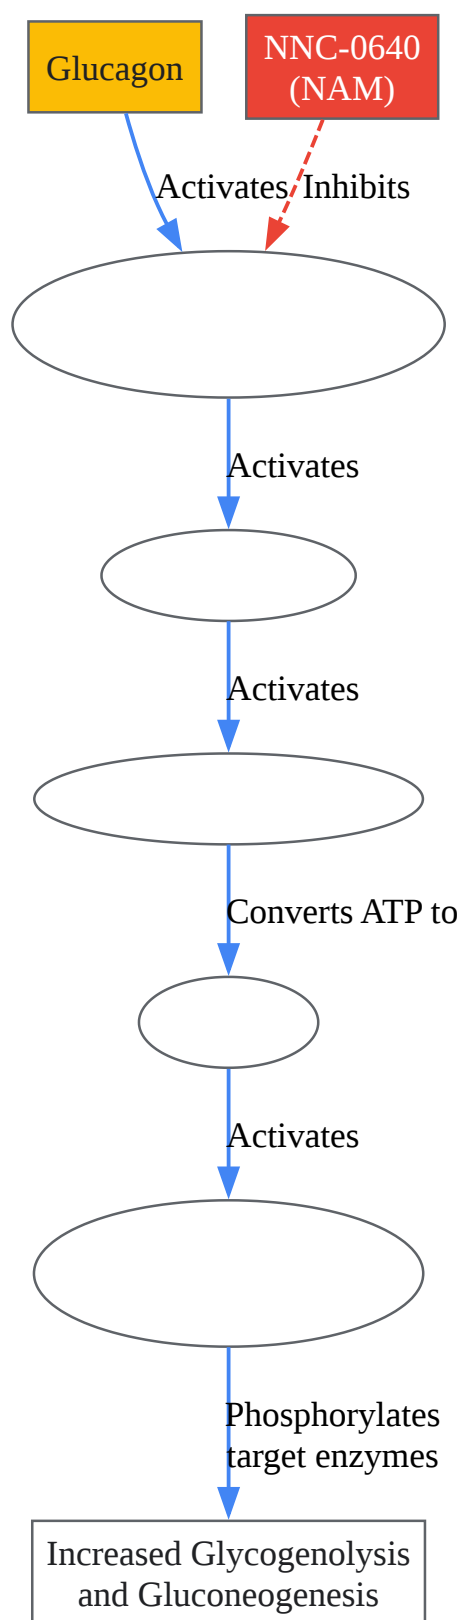 Glucagon
NNC-0640
(NAM)
Activates
Inhibits
Activates
Activates
Converts ATP to
Activates
Phosphorylates
target enzymes
Increased Glycogenolysis
and Gluconeogenesis